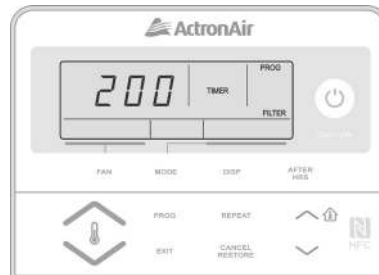 ActronAir
PROG
200
TIMER
FILTER
FAN MODE DISP AFTER HRS
PROG REPEAT
EXIT CANCEL RESTORE
NFC